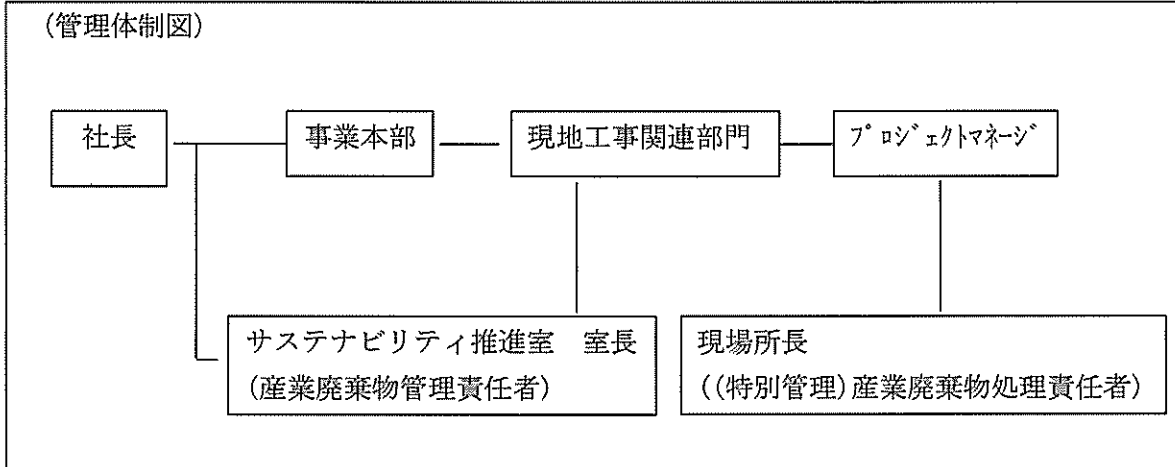 (管理体制図)
社長
事業本部
現地工事関連部門
プロジェクトマネージ
サステナビリティ推進室　室長
(産業廃棄物管理責任者)
現場所長
((特別管理)産業廃棄物処理責任者)